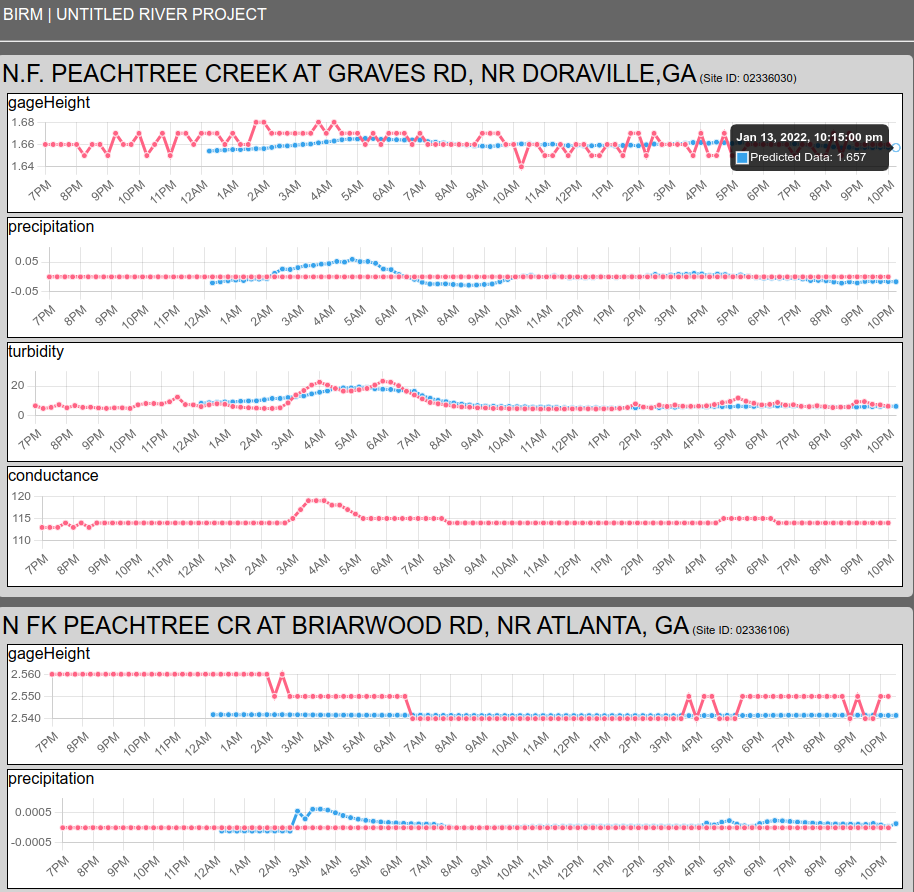 BIRM | UNTITLED RIVER PROJECT
N.F. PEACHTREE CREEK AT GRAVES RD, NR DORAVILLE,GA (Site ID: 02336030)
gageHeight
1.68
1.66
1.64
Jan 13, 2022, 10:15:00 pm
Predicted Data: 1.657
7PM 8PM 9PM 10PM 11PM 12AM 1AM 2AM 3AM 4AM 5AM 6AM 7AM 8AM 9AM 10AM 11AM 12PM 1PM 2PM 3PM 4PM 5PM 6PM 7PM 8PM 9PM 10PM
precipitation
0.05
-0.05
7PM 8PM 9PM 10PM 11PM 12AM 1AM 2AM 3AM 4AM 5AM 6AM 7AM 8AM 9AM 10AM 11AM 12PM 1PM 2PM 3PM 4PM 5PM 6PM 7PM 8PM 9PM 10PM
turbidity
20
0
7PM 8PM 9PM 10PM 11PM 12AM 1AM 2AM 3AM 4AM 5AM 6AM 7AM 8AM 9AM 10AM 11AM 12PM 1PM 2PM 3PM 4PM 5PM 6PM 7PM 8PM 9PM 10PM
conductance
120
115
110
7PM 8PM 9PM 10PM 11PM 12AM 1AM 2AM 3AM 4AM 5AM 6AM 7AM 8AM 9AM 10AM 11AM 12PM 1PM 2PM 3PM 4PM 5PM 6PM 7PM 8PM 9PM 10PM
N FK PEACHTREE CR AT BRIARWOOD RD, NR ATLANTA, GA (Site ID: 02336106)
gageHeight
2.560
2.550
2.540
7PM 8PM 9PM 10PM 11PM 12AM 1AM 2AM 3AM 4AM 5AM 6AM 7AM 8AM 9AM 10AM 11AM 12PM 1PM 2PM 3PM 4PM 5PM 6PM 7PM 8PM 9PM 10PM
precipitation
0.0005
-0.0005
7PM 8PM 9PM 10PM 11PM 12AM 1AM 2AM 3AM 4AM 5AM 6AM 7AM 8AM 9AM 10AM 11AM 12PM 1PM 2PM 3PM 4PM 5PM 6PM 7PM 8PM 9PM 10PM